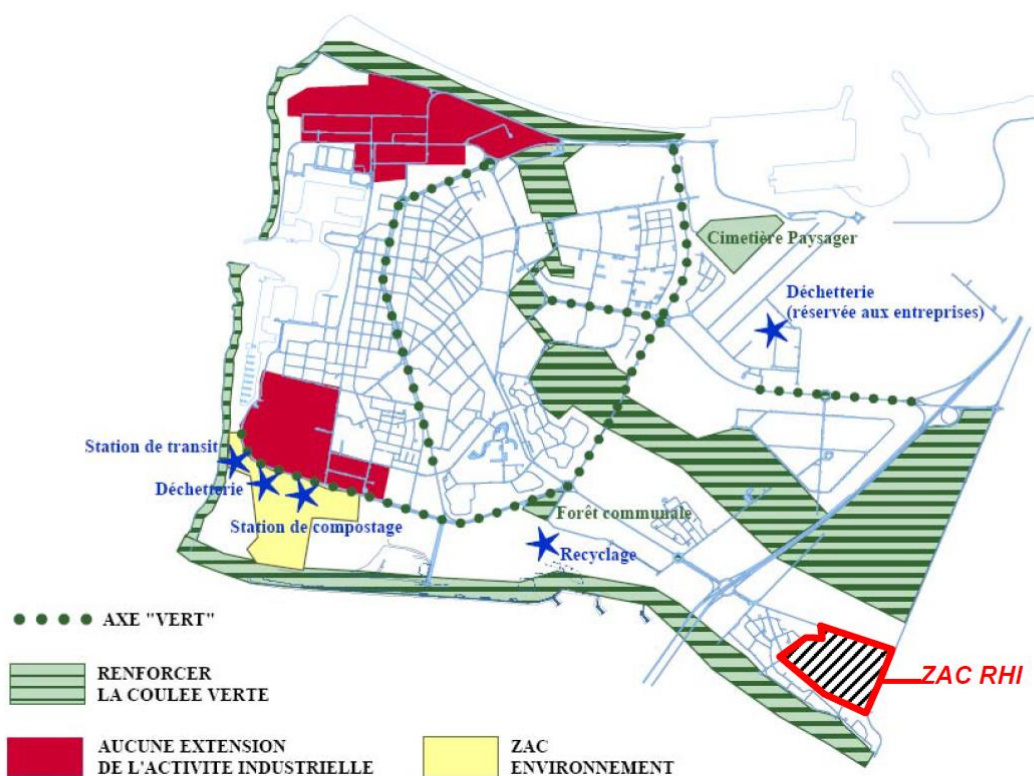 Cimetière Paysager
Déchetterie
(réservée aux entreprises)
Station de transit
Déchetterie
Station de compostage
Forêt communale
Recyclage
AXE "VERT"
RENFORCER
LA COULEE VERTE
ZAC RHI
AUCUNE EXTENSION
DE L'ACTIVITE INDUSTRIELLE
ZAC
ENVIRONNEMENT